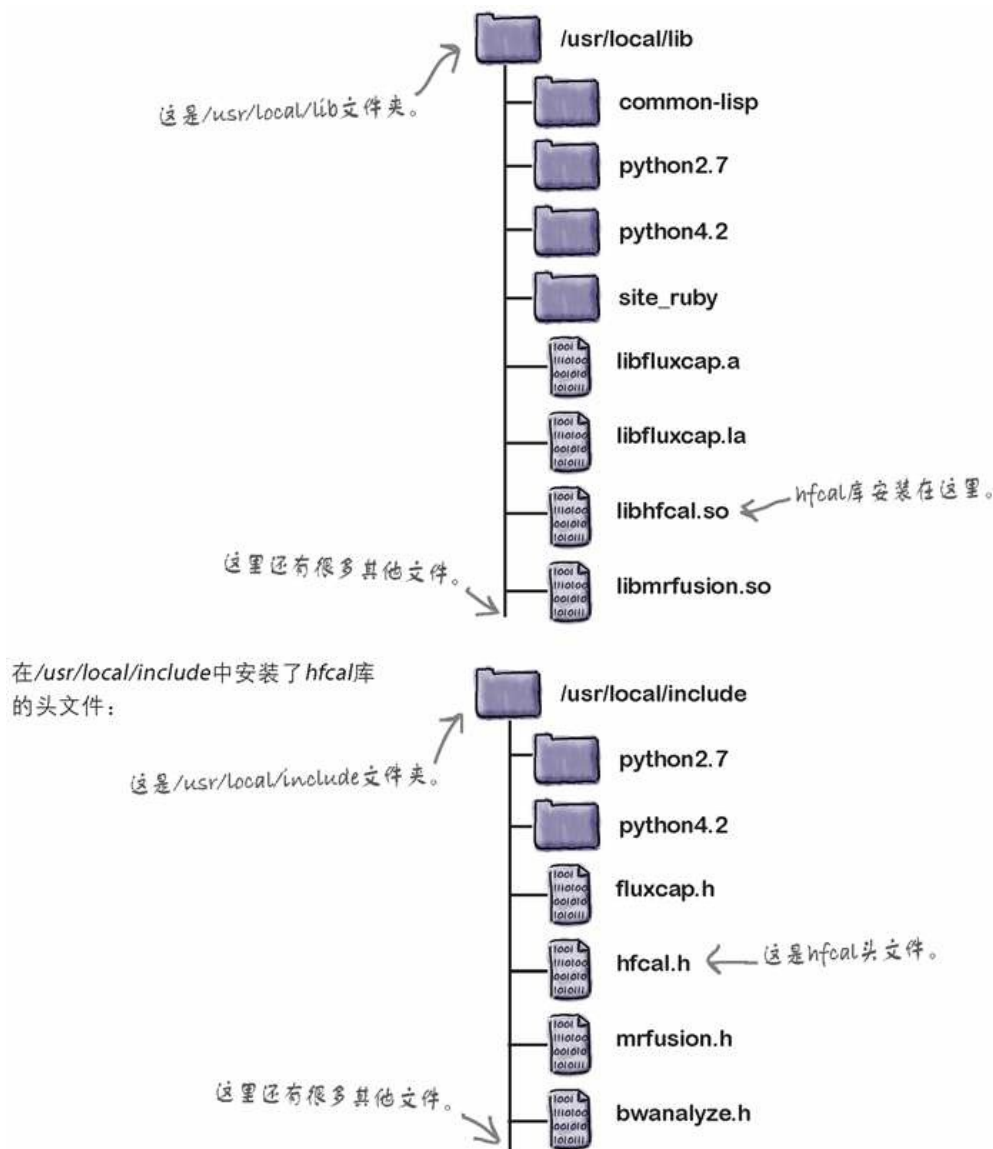 /usr/local/lib
这是/usr/local/lib文件夹。
common-lisp
python2.7
python4.2
site_ruby
libfluxcap.a
libfluxcap.la
libhfcal.so
hfcal库安装在这里。
这里还有很多其他文件。
libmrfusion.so
在/usr/local/include中安装了hfcal库
的头文件：
/usr/local/include
这是/usr/local/include文件夹。
python2.7
python4.2
fluxcap.h
hfcal.h
这是hfcal头文件。
mrfusion.h
这里还有很多其他文件。
bwanalyze.h